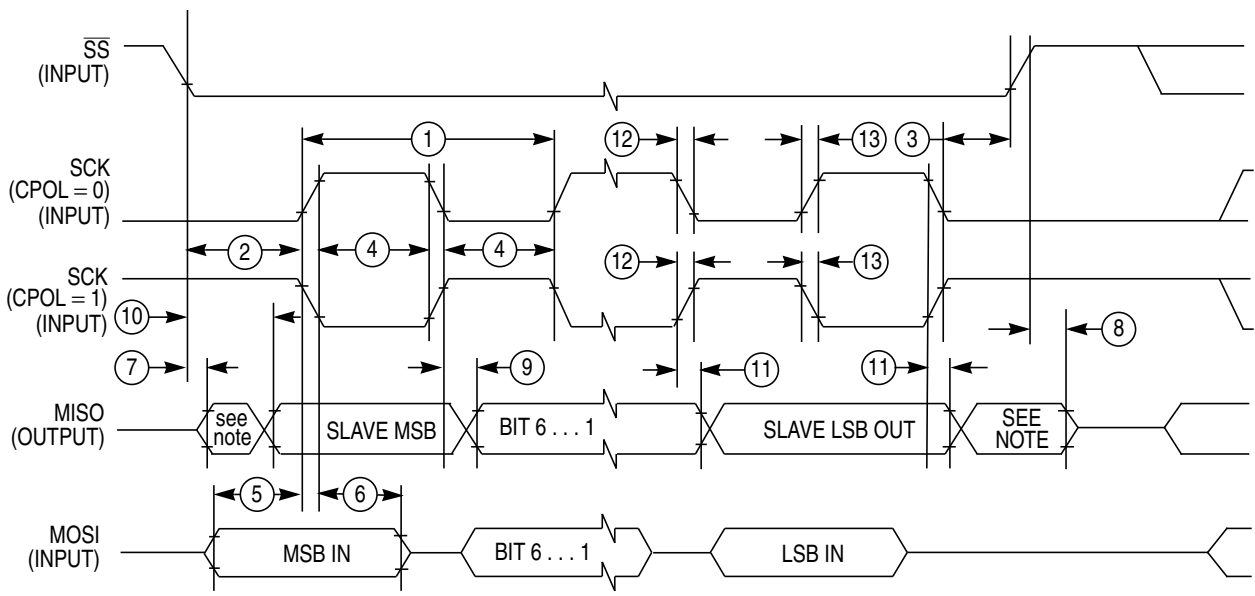 SS
(INPUT)
1
12
13
3
SCK
(CPOL = 0)
(INPUT)
2
4
4
SCK
(CPOL = 1)
(INPUT)
12
13
10
8
7
9
11
11
MISO
(OUTPUT)
see
note
SLAVE MSB
BIT 6 . . . 1
SLAVE LSB OUT
SEE
NOTE
5
6
MOSI
(INPUT)
MSB IN
BIT 6 . . . 1
LSB IN